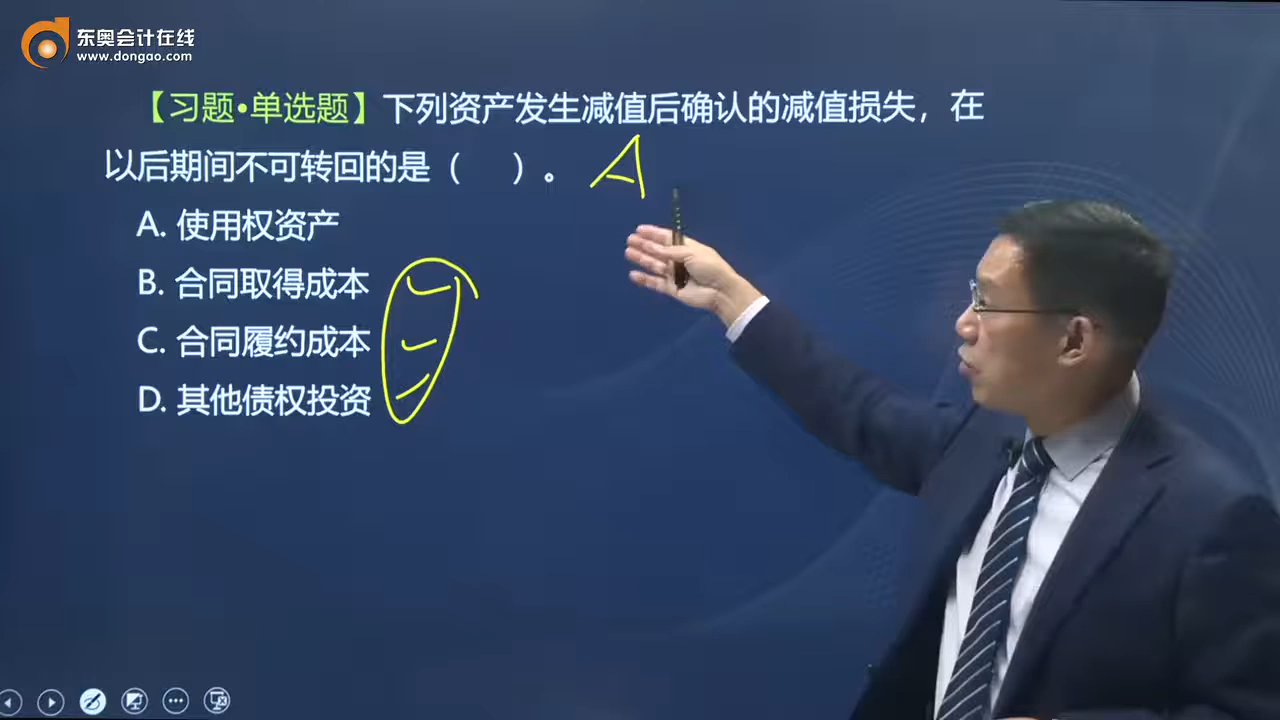 东奥会计在线
www.dongao.com
【习题•单选题】下列资产发生减值后确认的减值损失，在
以后期间不可转回的是（　）。 A
A. 使用权资产
B. 合同取得成本
C. 合同履约成本
D. 其他债权投资